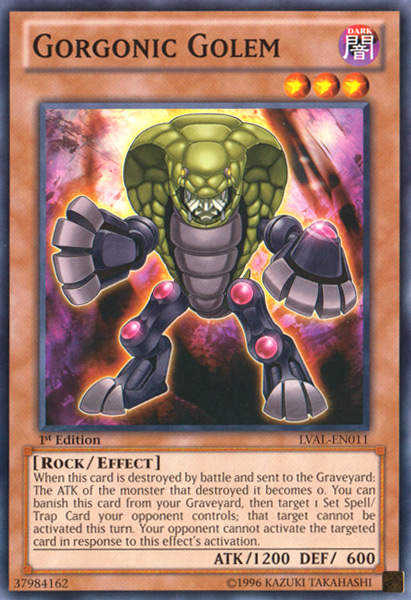 GORGONIC GOLEM
DARK
闇
1st Edition
LVAL-EN011
[ROCK/EFFECT]
When this card is destroyed by battle and sent to the Graveyard:
The ATK of the monster that destroyed it becomes 0. You can
banish this card from your Graveyard, then target 1 Set Spell/
Trap Card your opponent controls; that target cannot be
activated this turn. Your opponent cannot activate the targeted
card in response to this effect's activation.
ATK/1200 DEF/ 600
37984162
©1996 KAZUKI TAKAHASHI